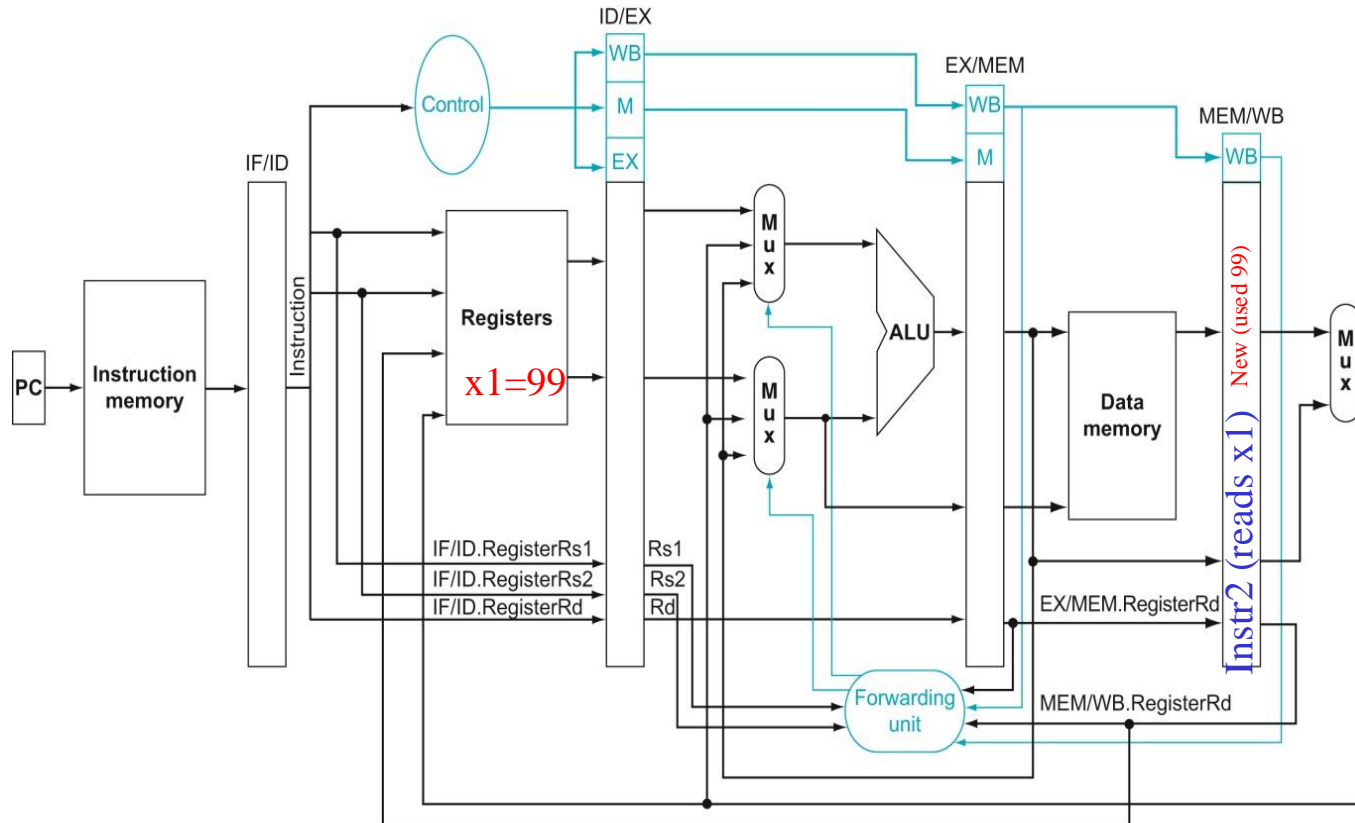 ID/EX
WB
M
EX
Control
EX/MEM
WB
M
MEM/WB
WB
IF/ID
Instruction
PC
Instruction
memory
Registers
x1=99
M
u
x
M
u
x
ALU
Data
memory
New (used 99)
Instr2 (reads x1)
M
u
x
IF/ID.RegisterRs1
Rs1
IF/ID.RegisterRs2
Rs2
IF/ID.RegisterRd
Rd
EX/MEM.RegisterRd
Forwarding
unit
MEM/WB.RegisterRd